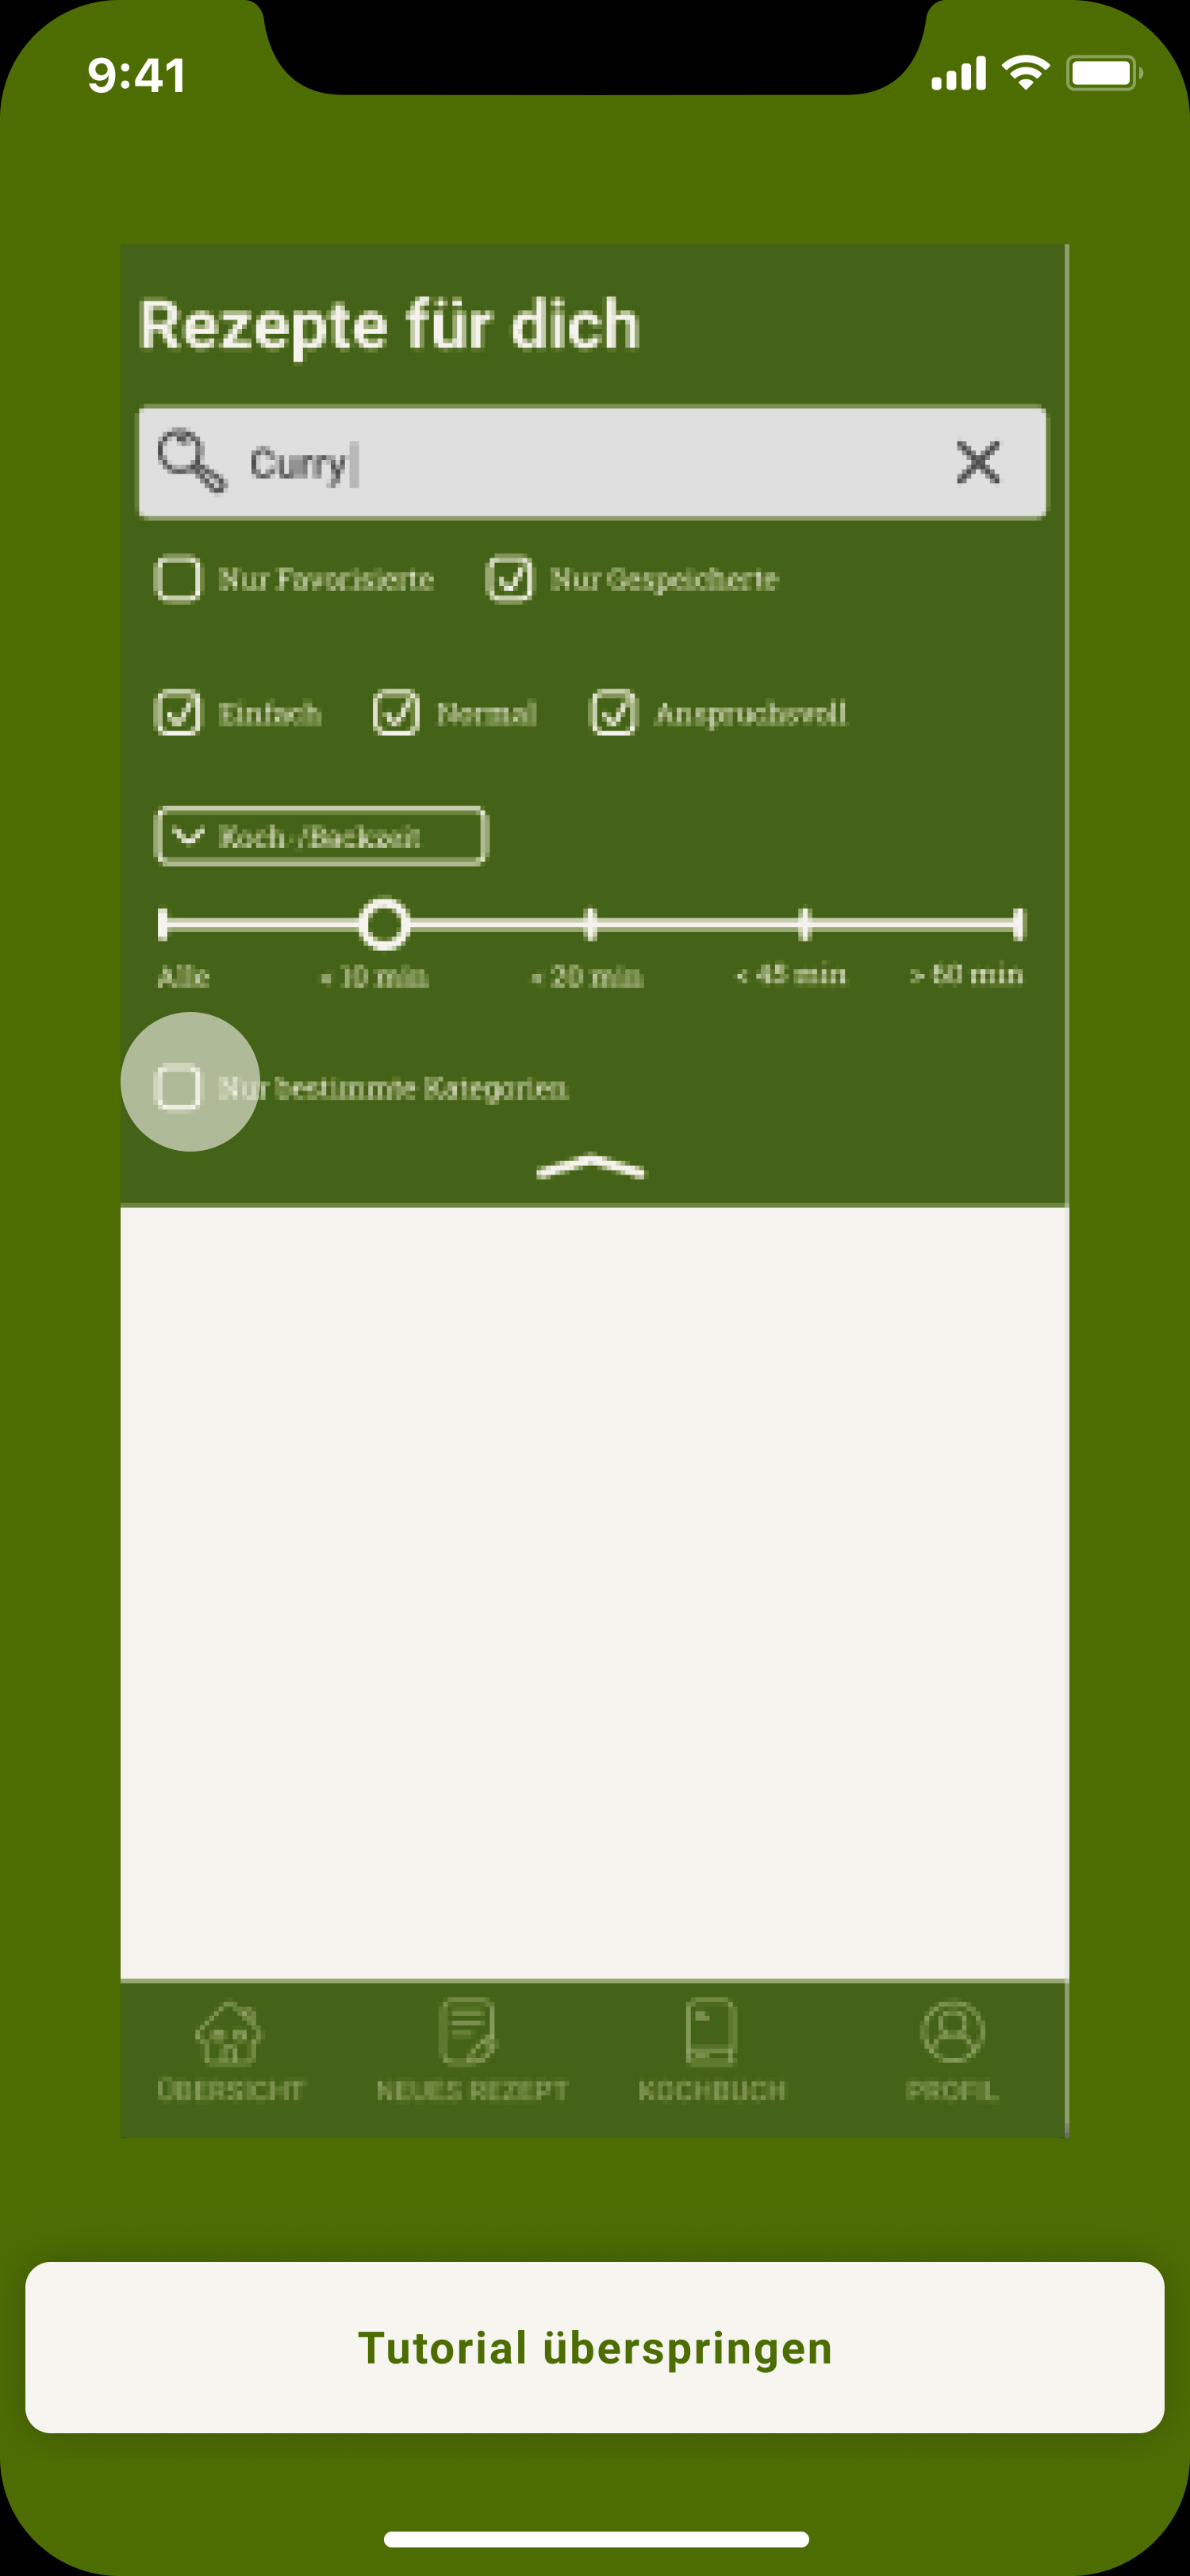 9:41
Rezepte für dich
Curry
Nur Favorisierte Nur Gespeicherte
Einfach Normal Anspruchsvoll
Koch-/Backzeit
Alle < 10 min < 20 min < 45 min > 60 min
Nur bestimmte Kategorien
ÜBERSICHT NEUES REZEPT KOCHBUCH PROFIL
Tutorial überspringen